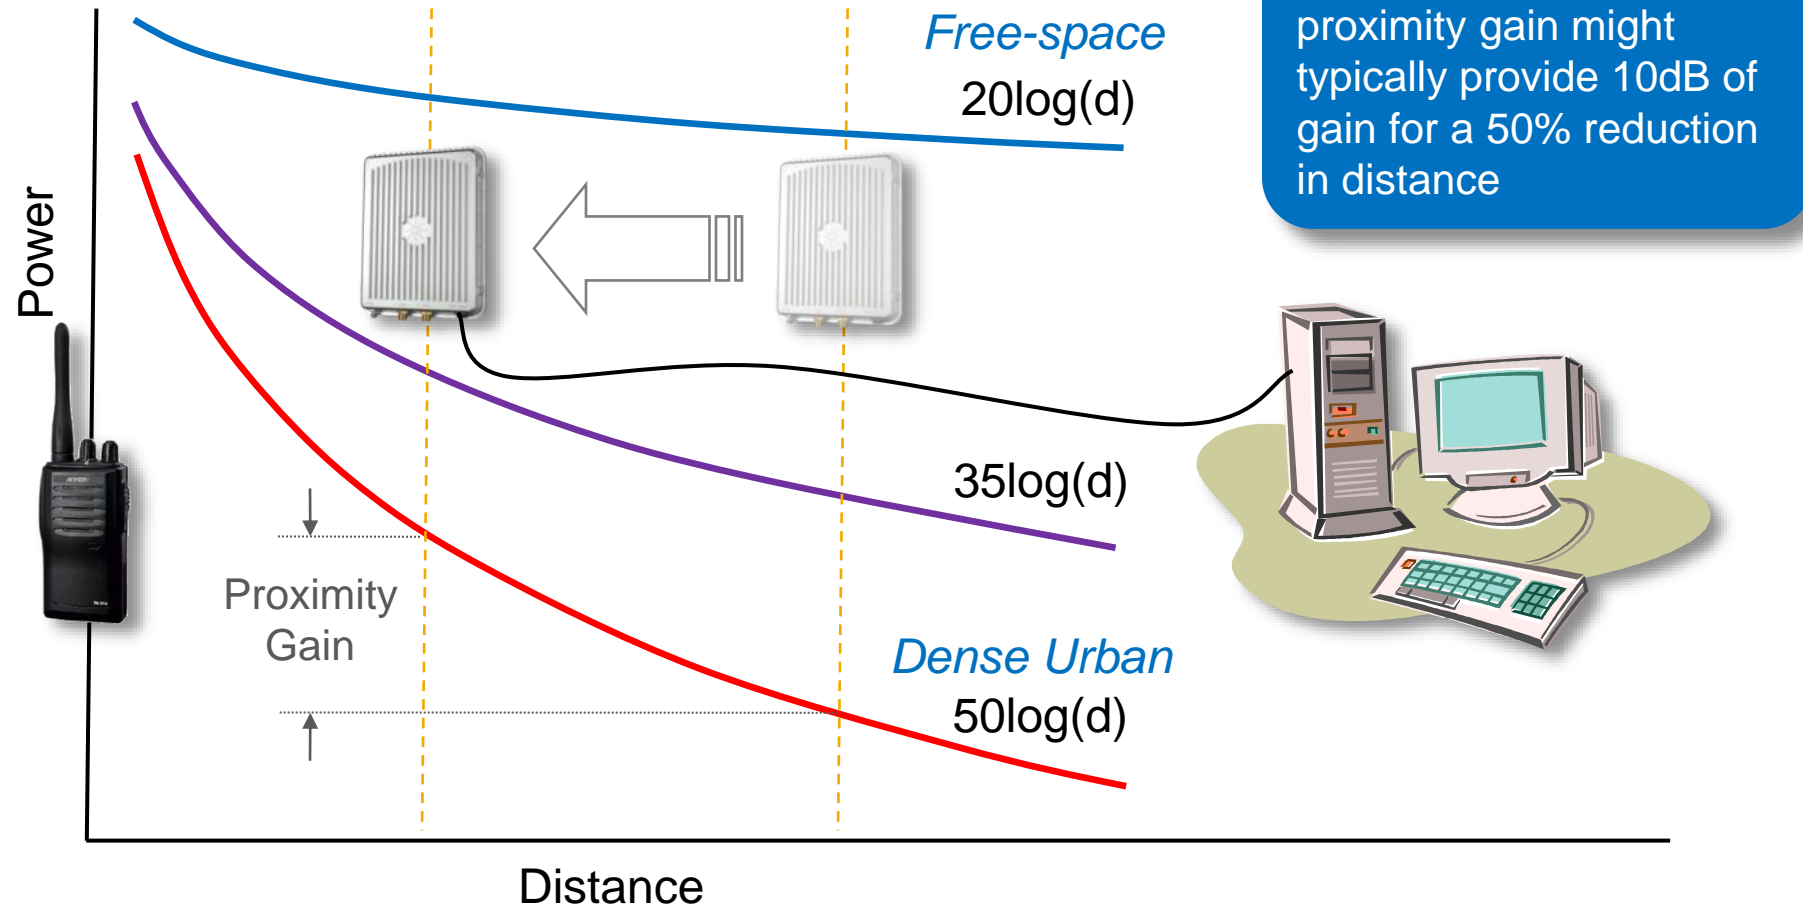 proximity gain might
typically provide 10dB of
gain for a 50% reduction
in distance
Free-space
20log(d)
Power
35log(d)
Proximity
Gain
Dense Urban
50log(d)
Distance